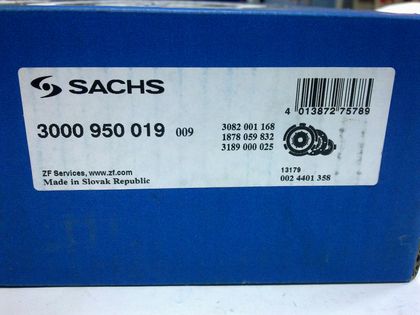 SACHS
4 013872 75789
3000 950 019 009
3082 001 168
1878 059 832
3189 000 025
13179
002 4401 358
ZF Services, www.zf.com
Made in Slovak Republic